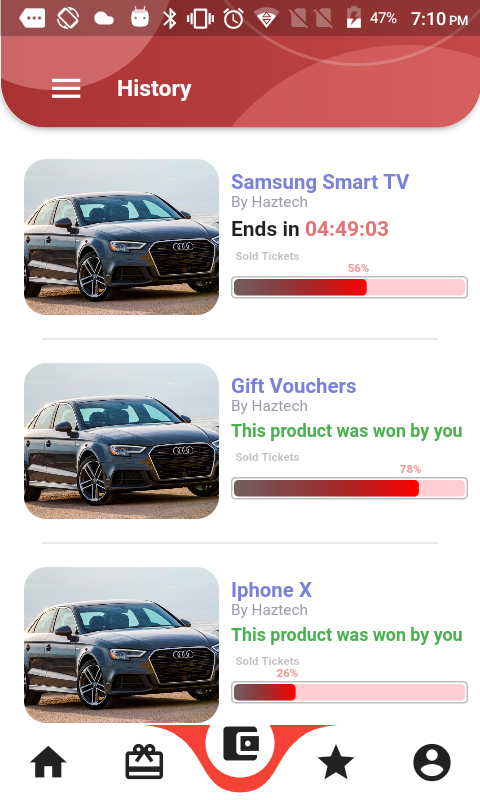 47% 7:10 PM
History
Samsung Smart TV
By Haztech
Ends in 04:49:03
Sold Tickets
56%
Gift Vouchers
By Haztech
This product was won by you
Sold Tickets
78%
Iphone X
By Haztech
This product was won by you
Sold Tickets
26%